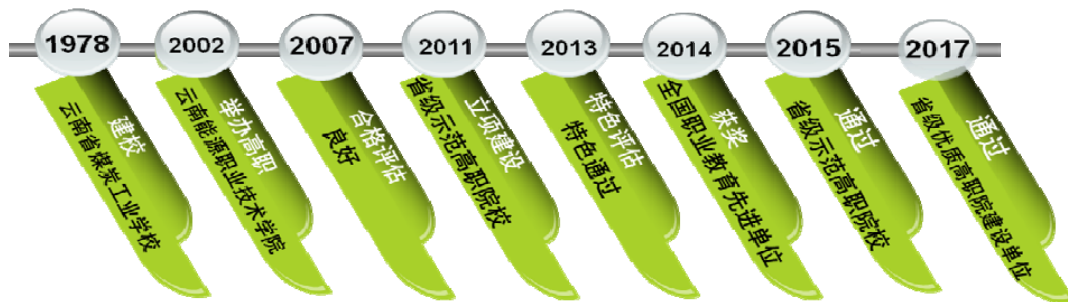 1978
建校
云南省煤炭工业学校
2002
举办高职
云南能源职业技术学院
2007
合格评估
良好
2011
立项建设
省级示范高职院校
2013
特色评估
特色通过
2014
获奖
全国职业教育先进单位
2015
通过
省级示范高职院校
2017
通过
省级优质高职院建设单位